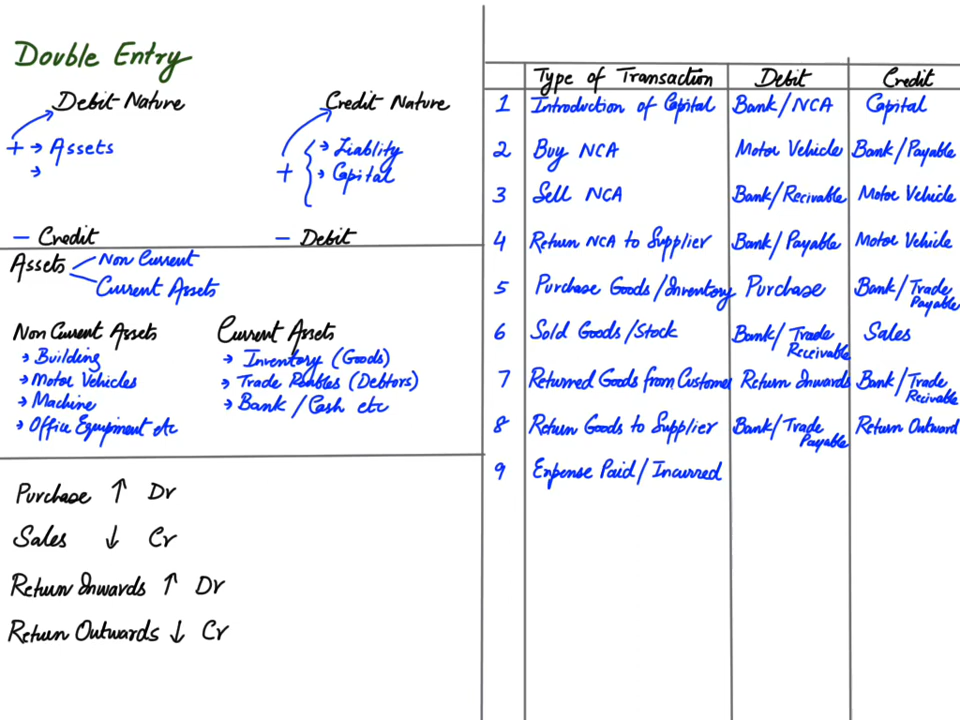 Double Entry
Debit Nature
Credit Nature
+ → Assets
→
+ { → Liablity
→ Capital
− Credit
− Debit
Assets
Non Current
Current Assets
Non Current Assets
→ Building
→ Motor Vehicles
→ Machine
→ Office Equipment etc
Current Assets
→ Inventory (Goods)
→ Trade (Debtors)
→ Bank / Cash etc
Purchase ↑ Dr
Sales ↓ Cr
Return Inwards ↑ Dr
Return Outwards ↓ Cr
Type of Transaction Debit Credit
1 Introduction of Capital Bank/NCA Capital
2 Buy NCA Motor Vehicle Bank/Payable
3 Sell NCA Bank/Recivable Motor Vehicle
4 Return NCA to Supplier Bank/Payable Motor Vehicle
5 Purchase Goods/Inventory Purchase Bank/Trade Payable
6 Sold Goods/Stock Bank/Trade Receivable Sales
7 Returned Goods from Customer Return Inwards Bank/Trade Recivable
8 Return Goods to Supplier Bank/Trade Payable Return Outward
9 Expense Paid/Incurred